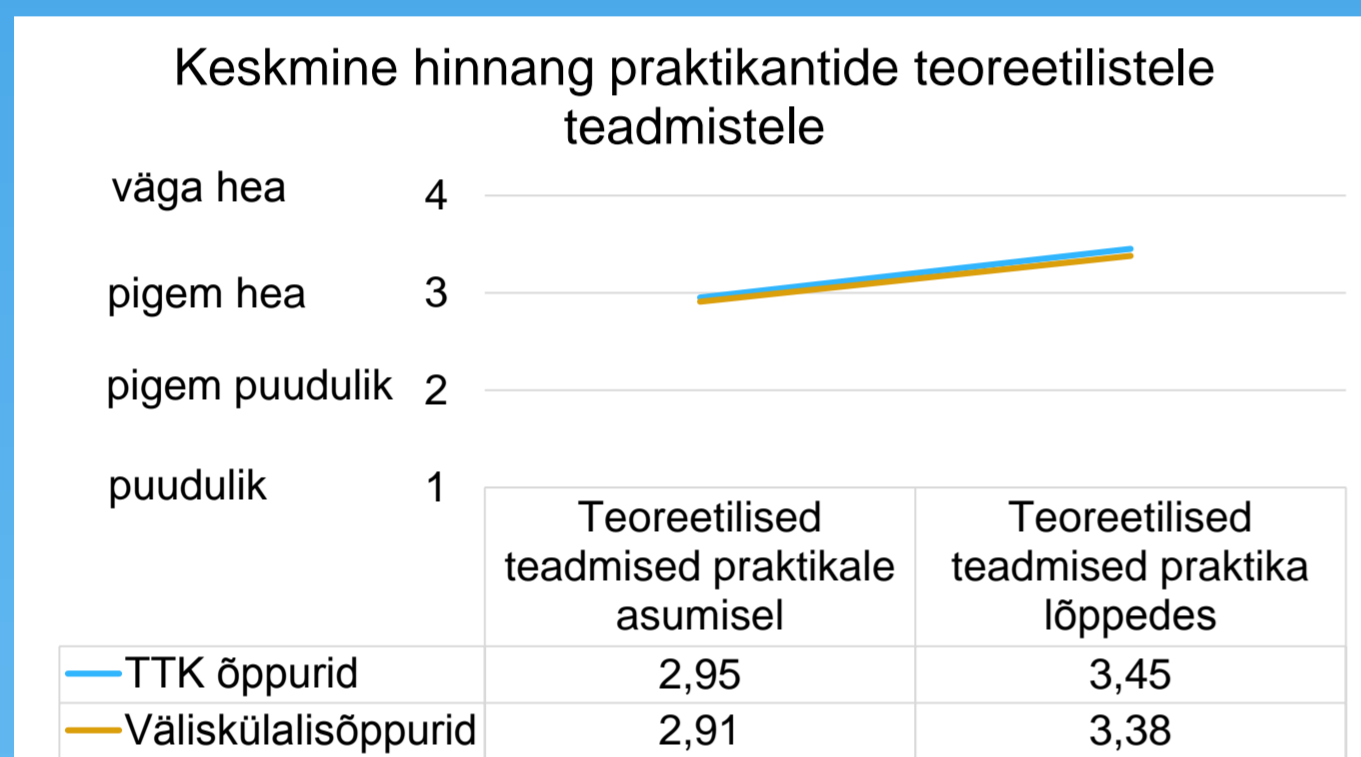 Keskmine hinnang praktikantide teoreetilistele
teadmistele
väga hea 4
pigem hea 3
pigem puudulik 2
puudulik 1
Teoreetilised
teadmised praktikale
asumisel
Teoreetilised
teadmised praktika
lõppedes
TTK õppurid 2,95 3,45
Väliskülalisõppurid 2,91 3,38